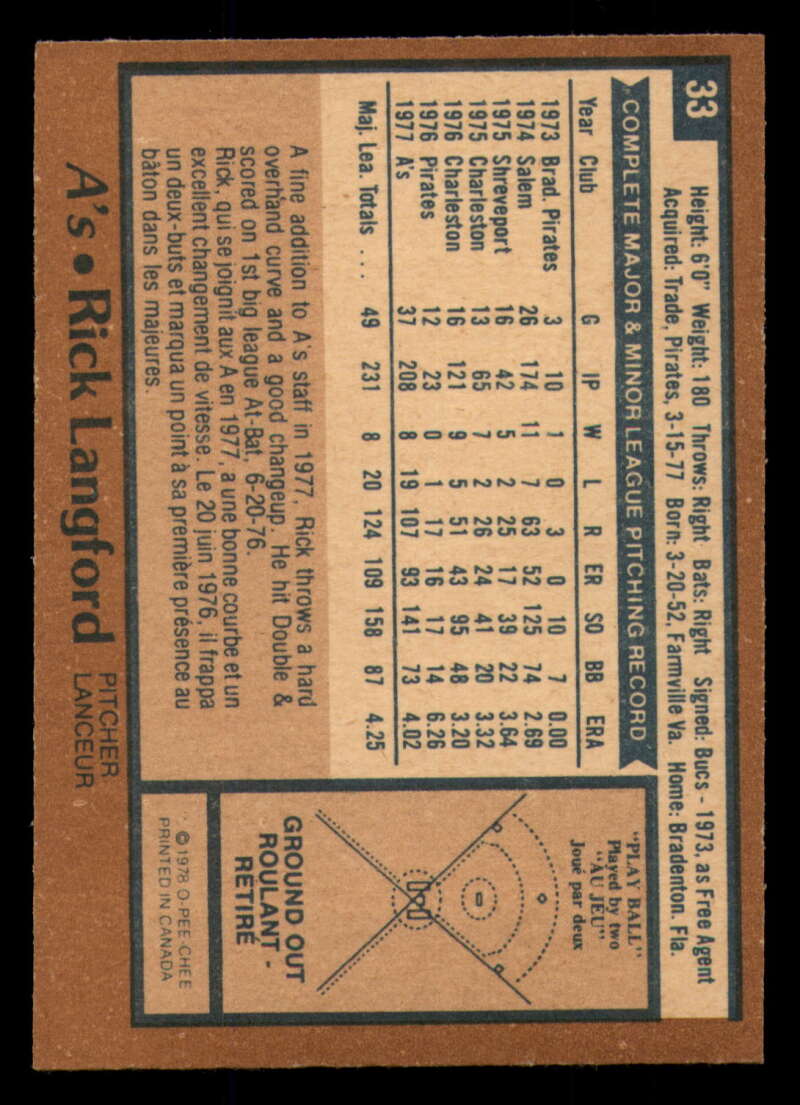 33
Height: 6'0" Weight: 180 Throws: Right Bats: Right Signed: Bucs - 1973, as Free Agent
Acquired: Trade, Pirates, 3-15-77 Born: 3-20-52, Farmville Va. Home: Bradenton, Fla.
COMPLETE MAJOR & MINOR LEAGUE PITCHING RECORD
Year Club G IP W L R ER SO BB ERA
1973 Brad. Pirates 3 10 1 0 3 0 10 7 0.00
1974 Salem 26 174 11 7 63 52 125 74 2.69
1975 Shreveport 16 42 5 2 25 17 39 22 3.64
1975 Charleston 13 65 7 2 26 24 41 20 3.32
1976 Charleston 16 121 9 5 51 43 95 48 3.20
1976 Pirates 12 23 0 1 17 16 17 14 6.26
1977 A's 37 208 8 19 107 93 141 73 4.02
Maj. Lea. Totals ... 49 231 8 20 124 109 158 87 4.25
A fine addition to A's staff in 1977, Rick throws a hard
overhand curve and a good changeup. He hit Double &
scored on 1st big league At-Bat, 6-20-76.
Rick, qui se joignit aux A en 1977, a une bonne courbe et un
excellent changement de vitesse. Le 20 juin 1976, il frappa
un deux-buts et marqua un point à sa première présence au
bâton dans les majeures.
"PLAY BALL"
Played by two
"AU JEU"
Joué par deux
GROUND OUT
ROULANT -
RETIRÉ
© 1978 O-PEE-CHEE
PRINTED IN CANADA
A's • Rick Langford
PITCHER
LANCEUR